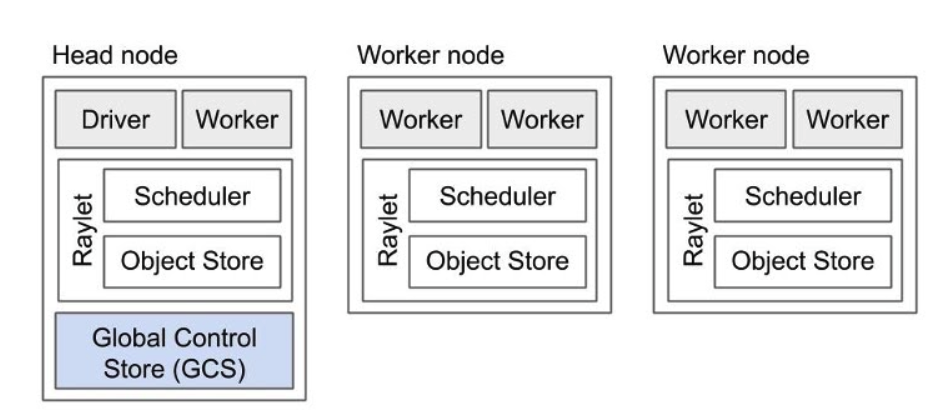 Head node
Driver
Worker
Raylet
Scheduler
Object Store
Global Control
Store (GCS)
Worker node
Worker
Worker
Raylet
Scheduler
Object Store
Worker node
Worker
Worker
Raylet
Scheduler
Object Store